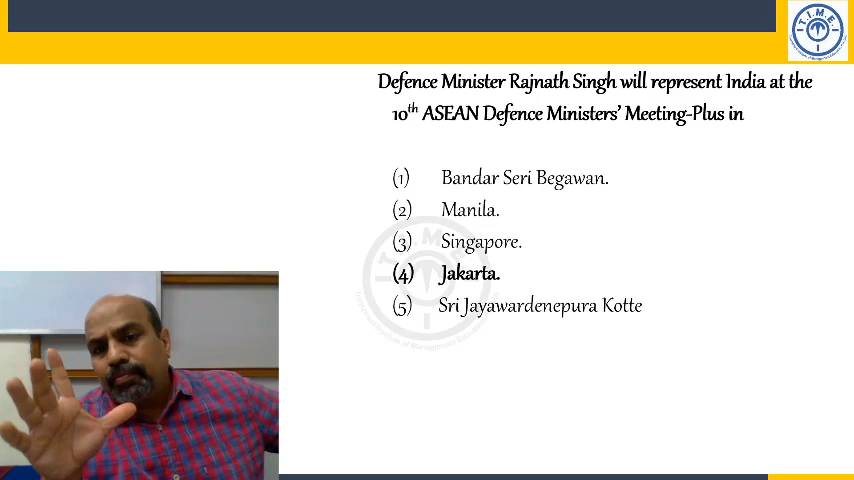 T.I.M.E.
Defence Minister Rajnath Singh will represent India at the
10th ASEAN Defence Ministers' Meeting-Plus in
(1) Bandar Seri Begawan.
(2) Manila.
(3) Singapore.
(4) Jakarta.
(5) Sri Jayawardenepura Kotte
T.I.M.E.